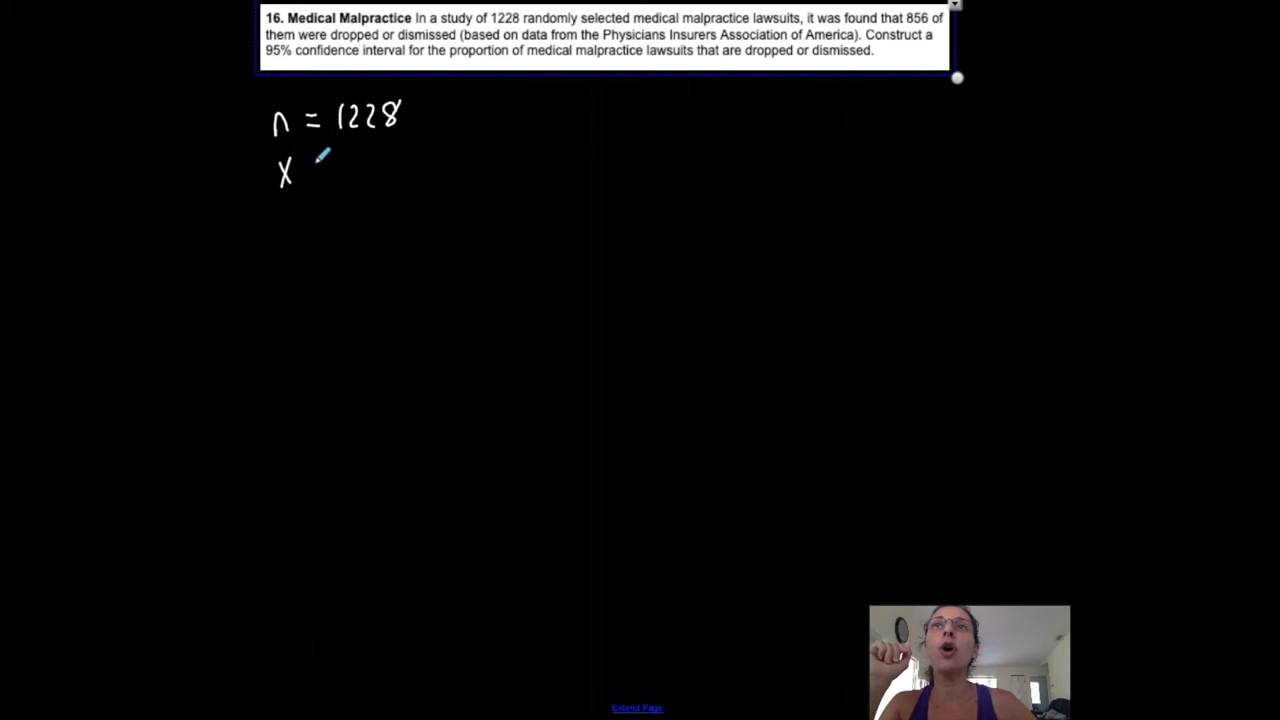 16. Medical Malpractice In a study of 1228 randomly selected medical malpractice lawsuits, it was found that 856 of
them were dropped or dismissed (based on data from the Physicians Insurers Association of America). Construct a
95% confidence interval for the proportion of medical malpractice lawsuits that are dropped or dismissed.
n = 1228
X
Extend Page